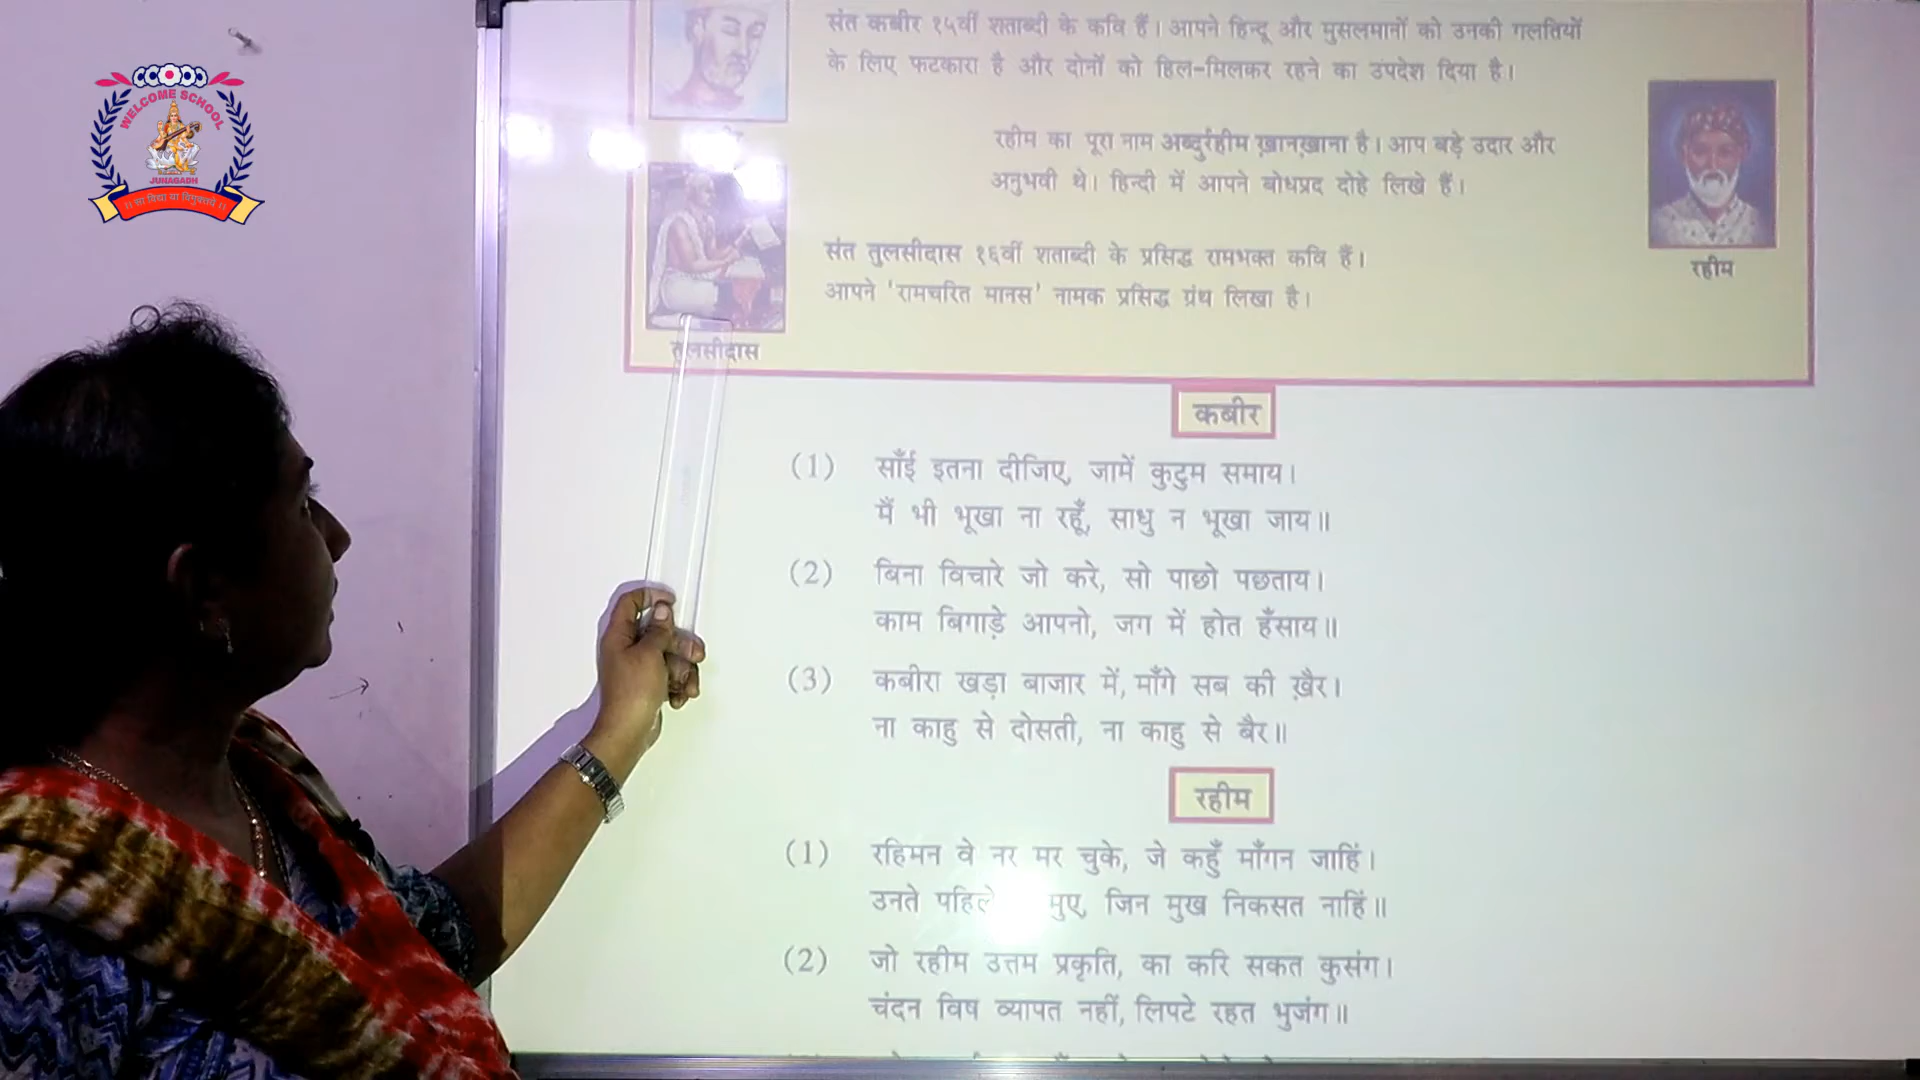 WELCOME SCHOOL
JUNAGADH
।। सा विद्या या विमुक्तये ।।
संत कबीर १५वीं शताब्दी के कवि हैं। आपने हिन्दू और मुसलमानों को उनकी गलतियों
के लिए फटकारा है और दोनों को हिल-मिलकर रहने का उपदेश दिया है।
रहीम का पूरा नाम अब्दुर्रहीम ख़ानख़ाना है। आप बड़े उदार और
अनुभवी थे। हिन्दी में आपने बोधप्रद दोहे लिखे हैं।
रहीम
संत तुलसीदास १६वीं शताब्दी के प्रसिद्ध रामभक्त कवि हैं।
आपने 'रामचरित मानस' नामक प्रसिद्ध ग्रंथ लिखा है।
तुलसीदास
कबीर
(1) साँई इतना दीजिए, जामें कुटुम समाय।
मैं भी भूखा ना रहूँ, साधु न भूखा जाय॥
(2) बिना विचारे जो करे, सो पाछो पछताय।
काम बिगाड़े आपनो, जग में होत हँसाय॥
(3) कबीरा खड़ा बाजार में, माँगे सब की ख़ैर।
ना काहु से दोसती, ना काहु से बैर॥
रहीम
(1) रहिमन वे नर मर चुके, जे कहुँ माँगन जाहिं।
उनते पहिले मुए, जिन मुख निकसत नाहिं॥
(2) जो रहीम उत्तम प्रकृति, का करि सकत कुसंग।
चंदन विष व्यापत नहीं, लिपटे रहत भुजंग॥